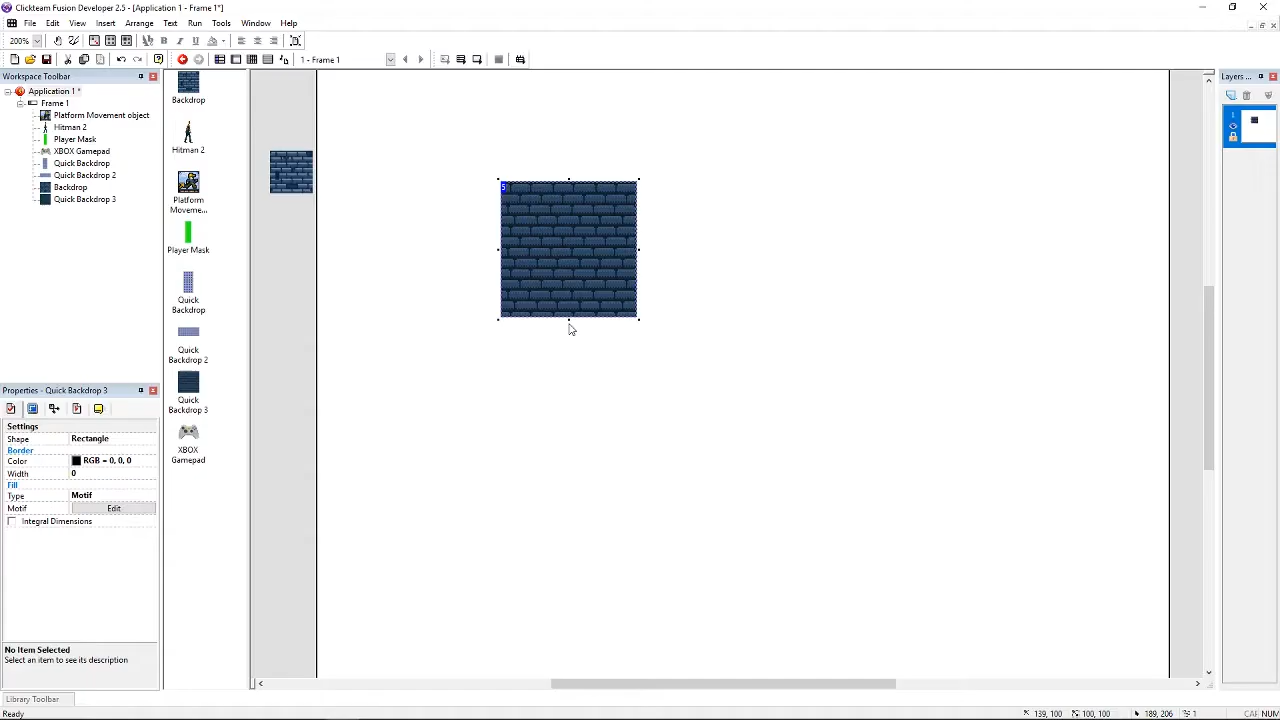 Clickteam Fusion Developer 2.5 - [Application 1 - Frame 1*]
File Edit View Insert Arrange Text Run Tools Window Help
200%
1 - Frame 1
Workspace Toolbar
Application 1 *
Frame 1
Platform Movement object
Hitman 2
Player Mask
XBOX Gamepad
Quick Backdrop
Quick Backdrop 2
Backdrop
Quick Backdrop 3
Properties - Quick Backdrop 3
Settings
Shape Rectangle
Border
Color RGB = 0, 0, 0
Width 0
Fill
Type Motif
Motif Edit
Integral Dimensions
No Item Selected
Select an item to see its description
Library Toolbar
Ready
Backdrop
Hitman 2
Platform
Moveme...
Player Mask
Quick
Backdrop
Quick
Backdrop 2
Quick
Backdrop 3
XBOX
Gamepad
5
Layers ...
1
139, 100 100, 100 189, 206 1 CAP NUM